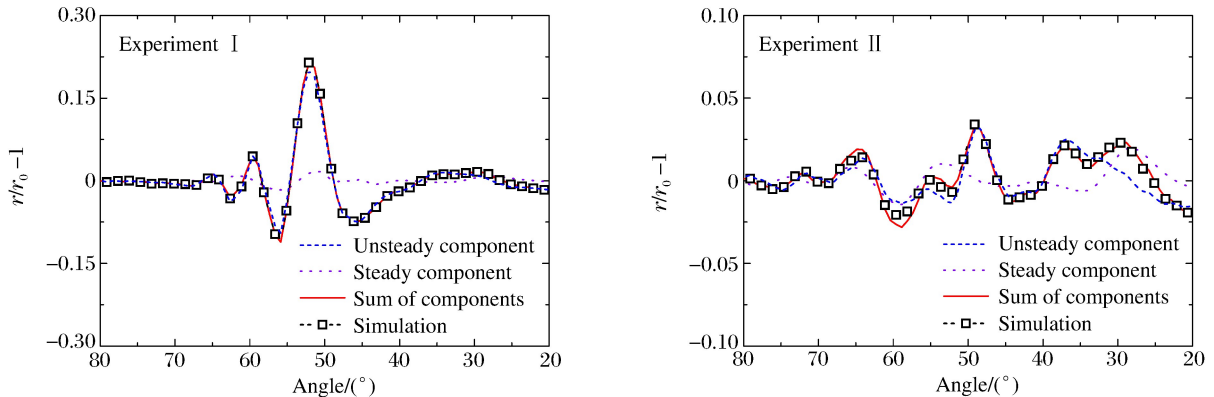 Experiment Ⅰ
r/r0 −1
0.30
0.15
0
−0.15
−0.30
Unsteady component
Steady component
Sum of components
Simulation
80
70
60
50
40
30
20
Angle/(°)
Experiment Ⅱ
r/r0 −1
0.10
0.05
0
−0.05
−0.10
Unsteady component
Steady component
Sum of components
Simulation
80
70
60
50
40
30
20
Angle/(°)